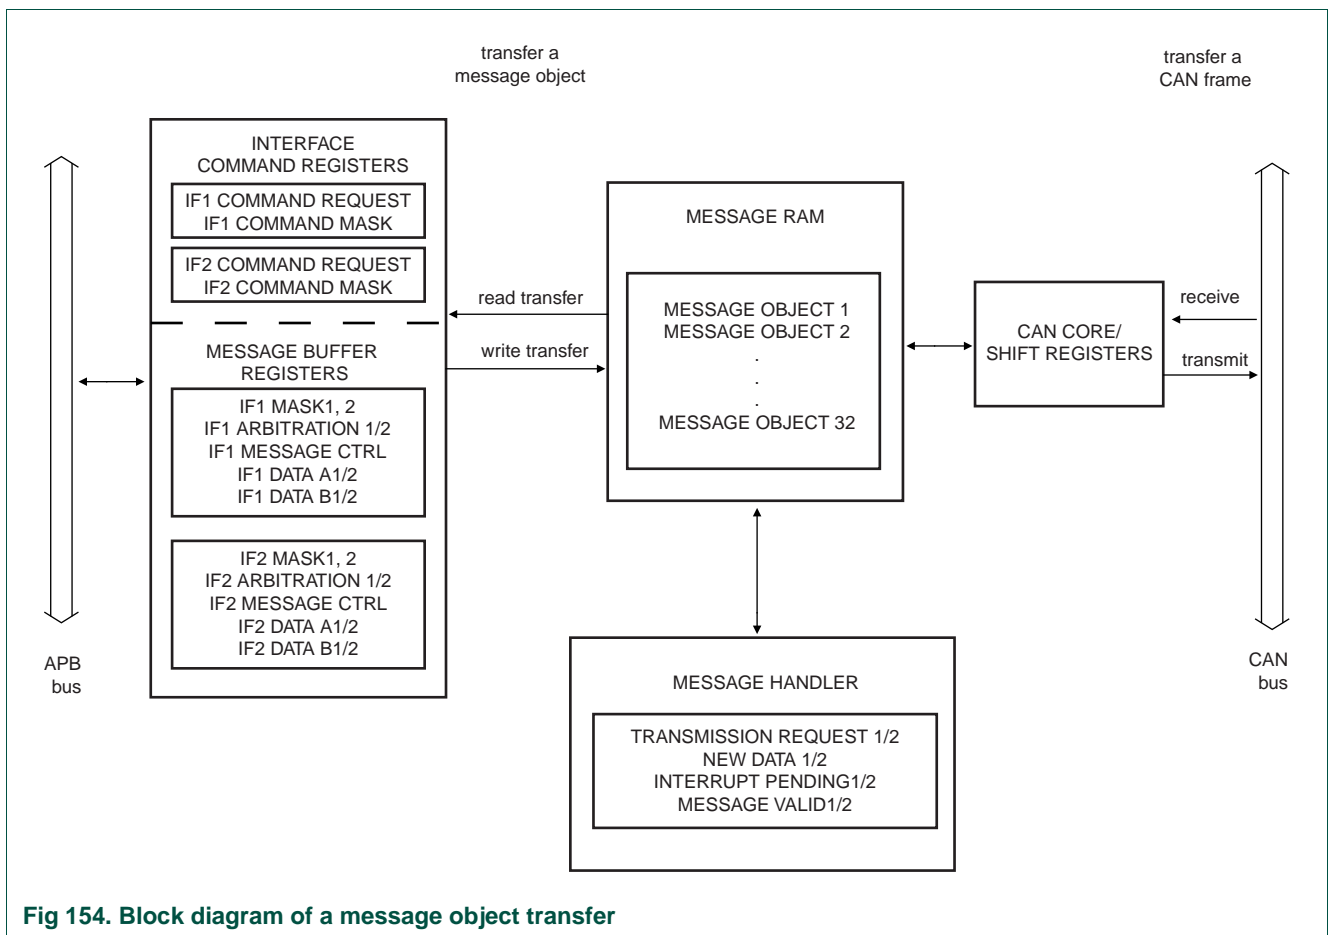 transfer a
message object
transfer a
CAN frame
INTERFACE
COMMAND REGISTERS
IF1 COMMAND REQUEST
IF1 COMMAND MASK
IF2 COMMAND REQUEST
IF2 COMMAND MASK
MESSAGE BUFFER
REGISTERS
IF1 MASK1, 2
IF1 ARBITRATION 1/2
IF1 MESSAGE CTRL
IF1 DATA A1/2
IF1 DATA B1/2
IF2 MASK1, 2
IF2 ARBITRATION 1/2
IF2 MESSAGE CTRL
IF2 DATA A1/2
IF2 DATA B1/2
APB
bus
read transfer
write transfer
MESSAGE RAM
MESSAGE OBJECT 1
MESSAGE OBJECT 2
.
.
.
MESSAGE OBJECT 32
CAN CORE/
SHIFT REGISTERS
receive
transmit
CAN
bus
MESSAGE HANDLER
TRANSMISSION REQUEST 1/2
NEW DATA 1/2
INTERRUPT PENDING1/2
MESSAGE VALID1/2
Fig 154. Block diagram of a message object transfer